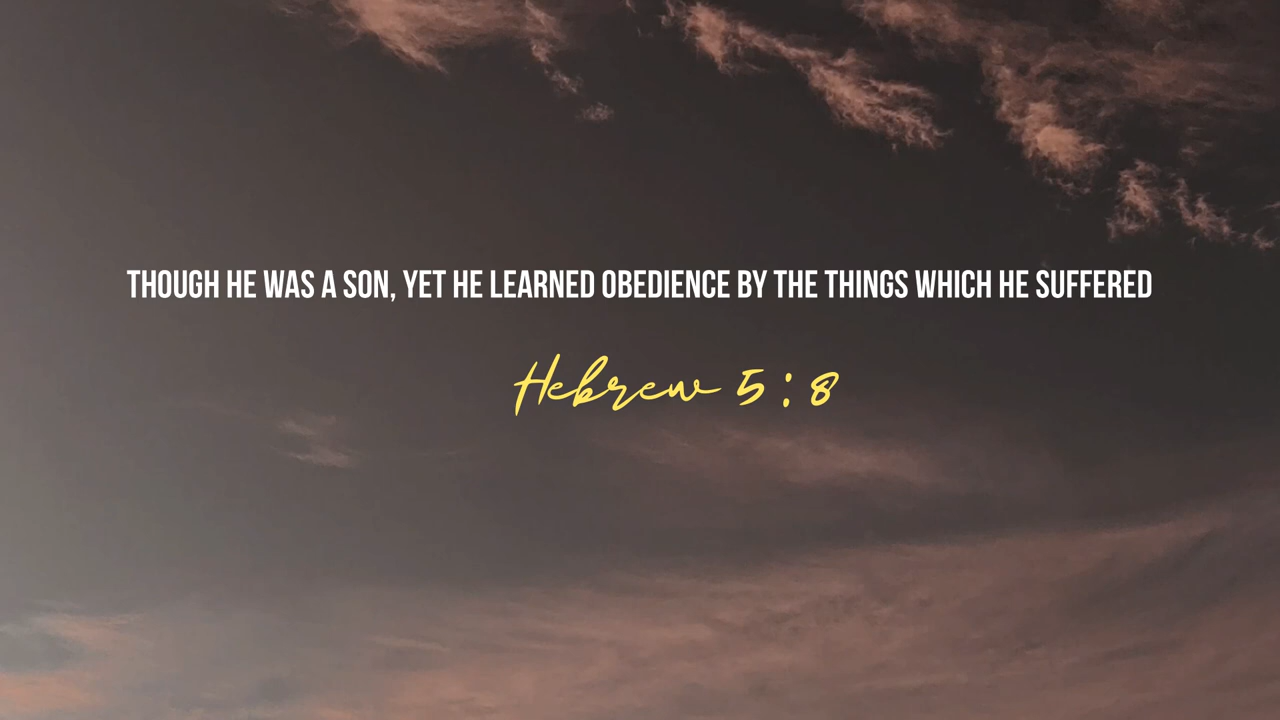 THOUGH HE WAS A SON, YET HE LEARNED OBEDIENCE BY THE THINGS WHICH HE SUFFERED
Hebrew 5 : 8